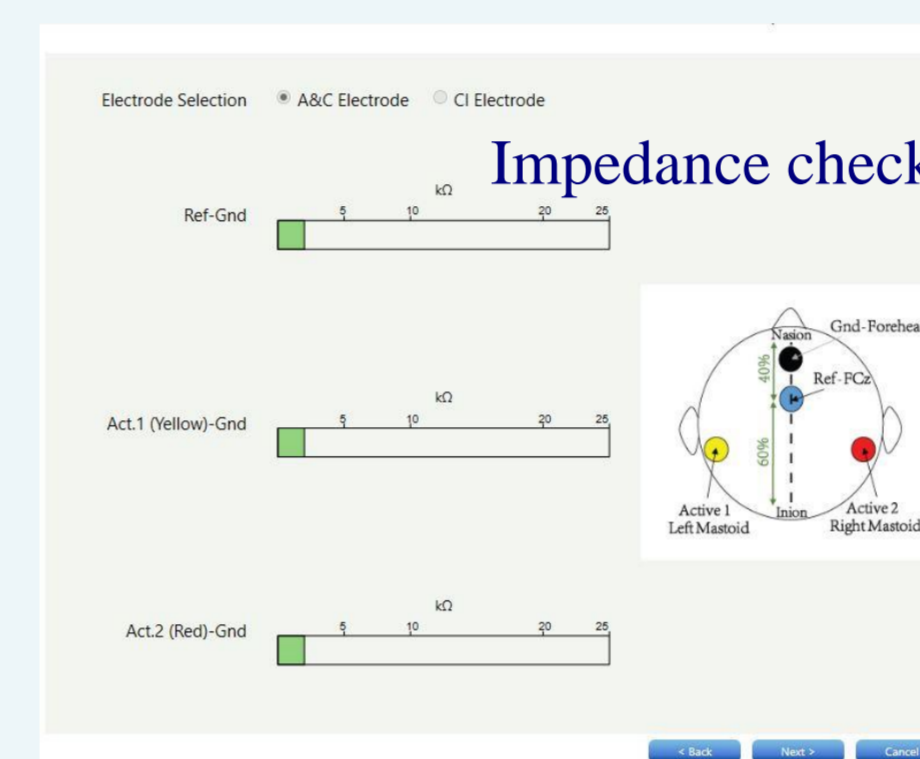 Electrode Selection A&C Electrode CI Electrode
Impedance check
kΩ
Ref-Gnd 5 10 20 25
Nasion Gnd-Forehea
40%
Ref-FCz
kΩ
Act.1 (Yellow)-Gnd 5 10 20 25
60%
Active 1 Inion Active 2
Left Mastoid Right Mastoid
kΩ
Act.2 (Red)-Gnd 5 10 20 25
< Back Next > Cancel